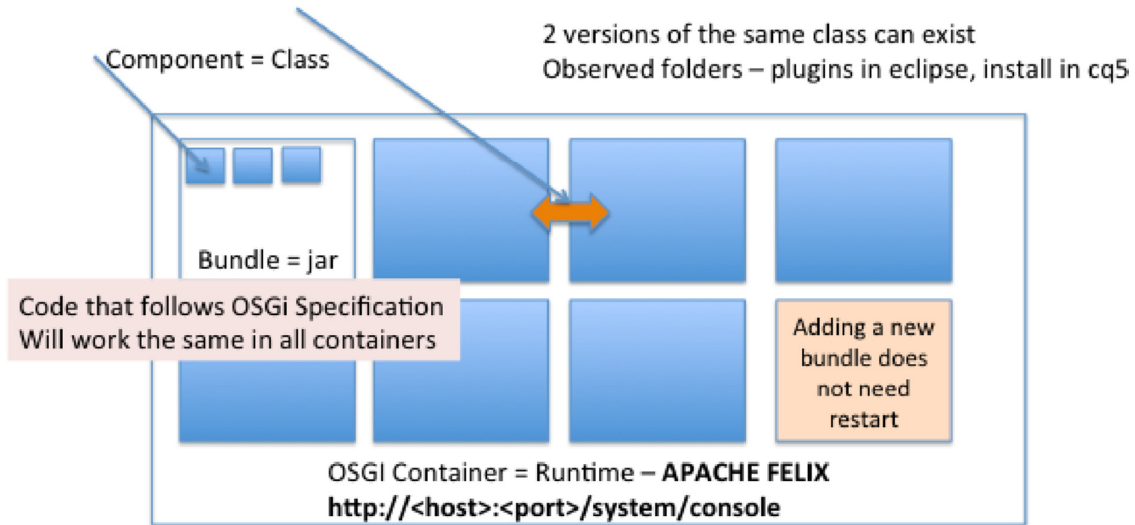 Component = Class
2 versions of the same class can exist
Observed folders – plugins in eclipse, install in cq5
Bundle = jar
Code that follows OSGi Specification
Will work the same in all containers
Adding a new
bundle does
not need
restart
OSGI Container = Runtime – APACHE FELIX
http://<host>:<port>/system/console